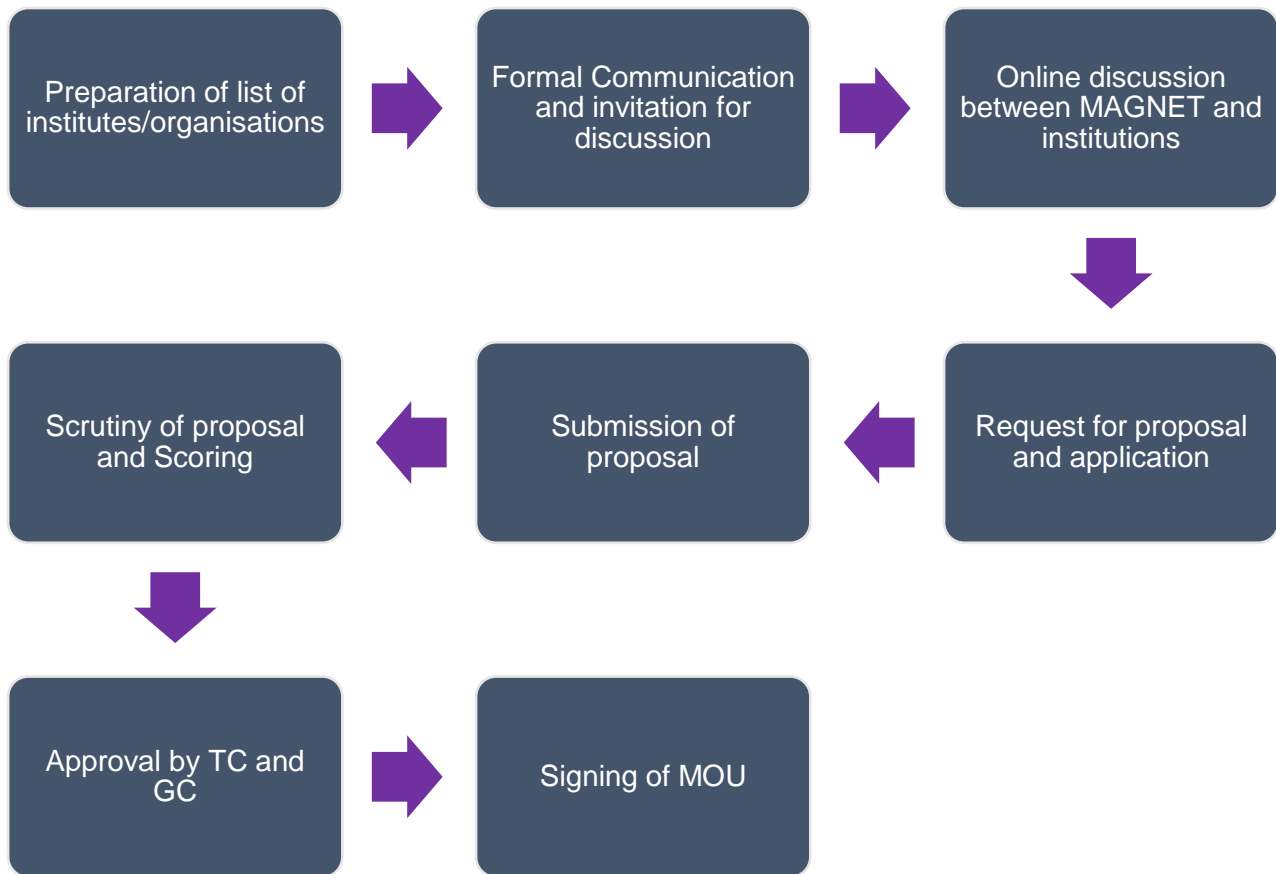 Preparation of list of
institutes/organisations
Formal Communication
and invitation for
discussion
Online discussion
between MAGNET and
institutions
Request for proposal
and application
Submission of
proposal
Scrutiny of proposal
and Scoring
Approval by TC and
GC
Signing of MOU